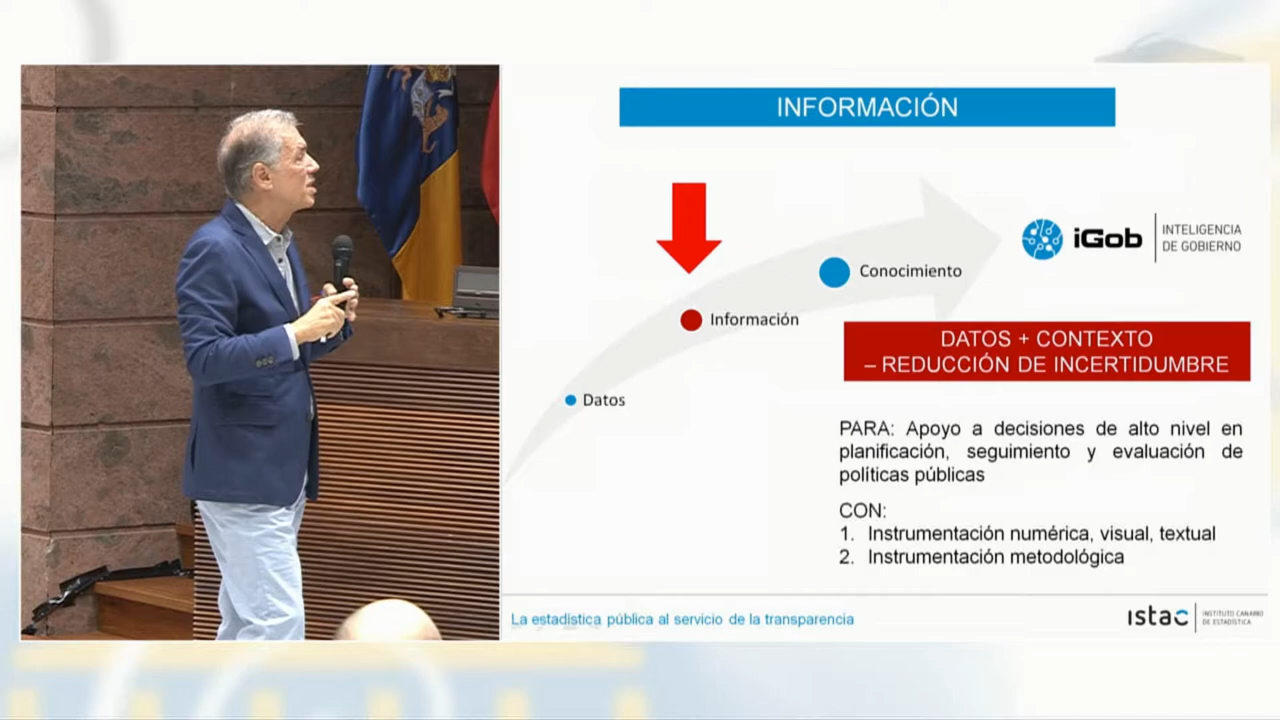 INFORMACIÓN
iGob
INTELIGENCIA
DE GOBIERNO
Conocimiento
Información
DATOS + CONTEXTO
– REDUCCIÓN DE INCERTIDUMBRE
Datos
PARA: Apoyo a decisiones de alto nivel en
planificación, seguimiento y evaluación de
políticas públicas
CON:
1. Instrumentación numérica, visual, textual
2. Instrumentación metodológica
La estadística pública al servicio de la transparencia
istac
INSTITUTO CANARIO
DE ESTADÍSTICA